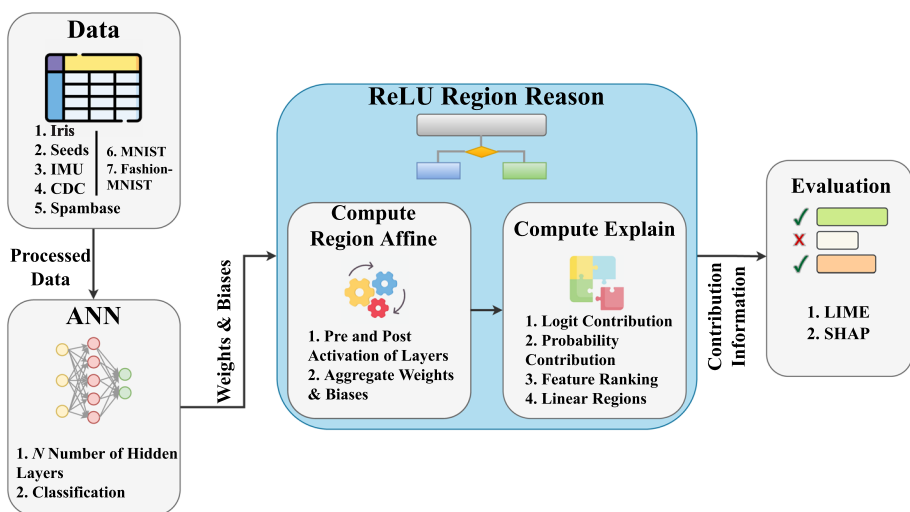 Data
1. Iris
2. Seeds
3. IMU
4. CDC
5. Spambase
6. MNIST
7. Fashion-
MNIST
Processed
Data
ANN
1. N Number of Hidden
Layers
2. Classification
Weights & Biases
ReLU Region Reason
Compute
Region Affine
1. Pre and Post
Activation of Layers
2. Aggregate Weights
& Biases
Compute Explain
1. Logit Contribution
2. Probability
Contribution
3. Feature Ranking
4. Linear Regions
Contribution
Information
Evaluation
1. LIME
2. SHAP